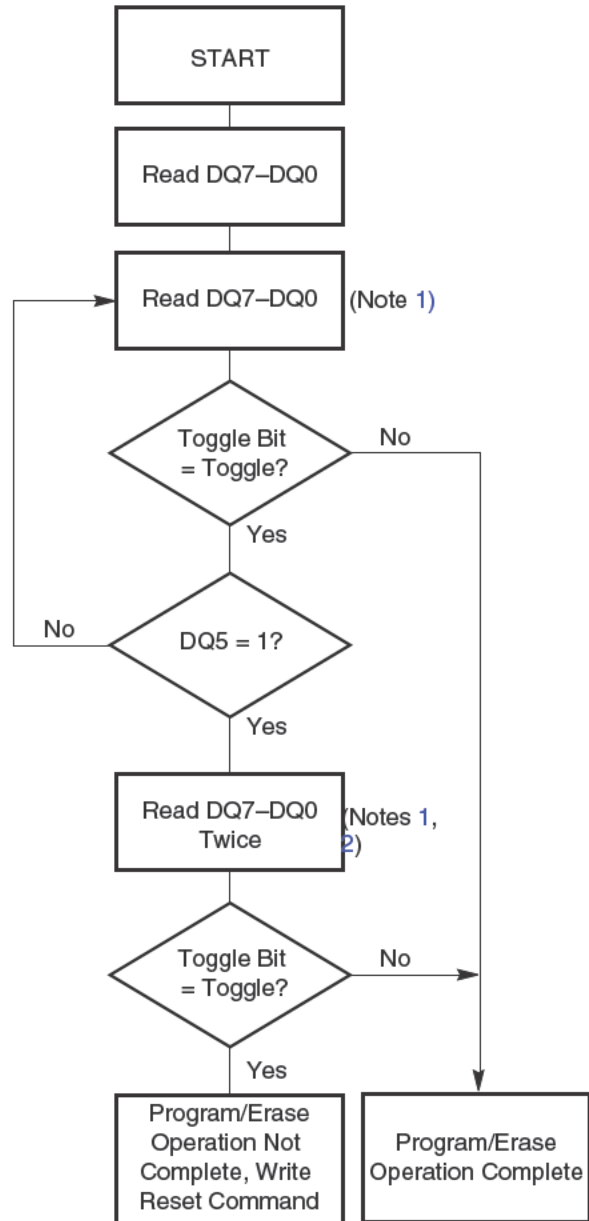 START
Read DQ7–DQ0
Read DQ7–DQ0 (Note 1)
Toggle Bit
= Toggle?
No
Yes
No
DQ5 = 1?
Yes
Read DQ7–DQ0
Twice
(Notes 1,
2)
Toggle Bit
= Toggle?
No
Yes
Program/Erase
Operation Not
Complete, Write
Reset Command
Program/Erase
Operation Complete